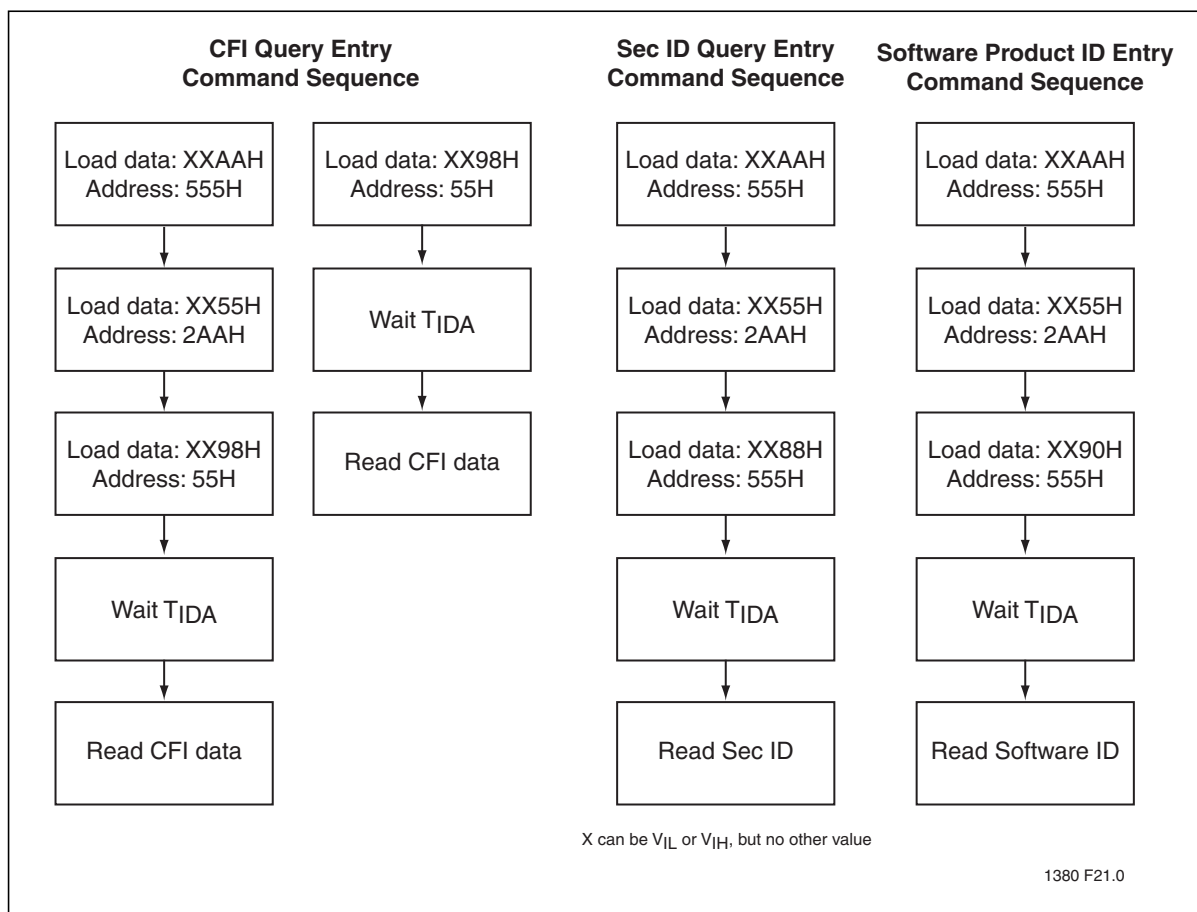 CFI Query Entry
Command Sequence
Load data: XXAAH
Address: 555H
Load data: XX55H
Address: 2AAH
Load data: XX98H
Address: 55H
Wait TIDA
Read CFI data
Load data: XX98H
Address: 55H
Wait TIDA
Read CFI data
Sec ID Query Entry
Command Sequence
Load data: XXAAH
Address: 555H
Load data: XX55H
Address: 2AAH
Load data: XX88H
Address: 555H
Wait TIDA
Read Sec ID
Software Product ID Entry
Command Sequence
Load data: XXAAH
Address: 555H
Load data: XX55H
Address: 2AAH
Load data: XX90H
Address: 555H
Wait TIDA
Read Software ID
X can be VIL or VIH, but no other value
1380 F21.0